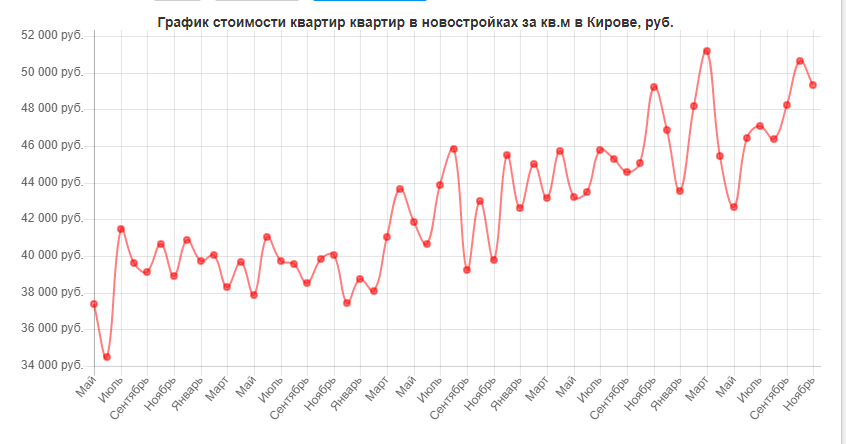 График стоимости квартир квартир в новостройках за кв.м в Кирове, руб.
52 000 руб.
50 000 руб.
48 000 руб.
46 000 руб.
44 000 руб.
42 000 руб.
40 000 руб.
38 000 руб.
36 000 руб.
34 000 руб.
Май
Июль
Сентябрь
Ноябрь
Январь
Март
Май
Июль
Сентябрь
Ноябрь
Январь
Март
Май
Июль
Сентябрь
Ноябрь
Январь
Март
Май
Июль
Сентябрь
Ноябрь
Январь
Март
Май
Июль
Сентябрь
Ноябрь